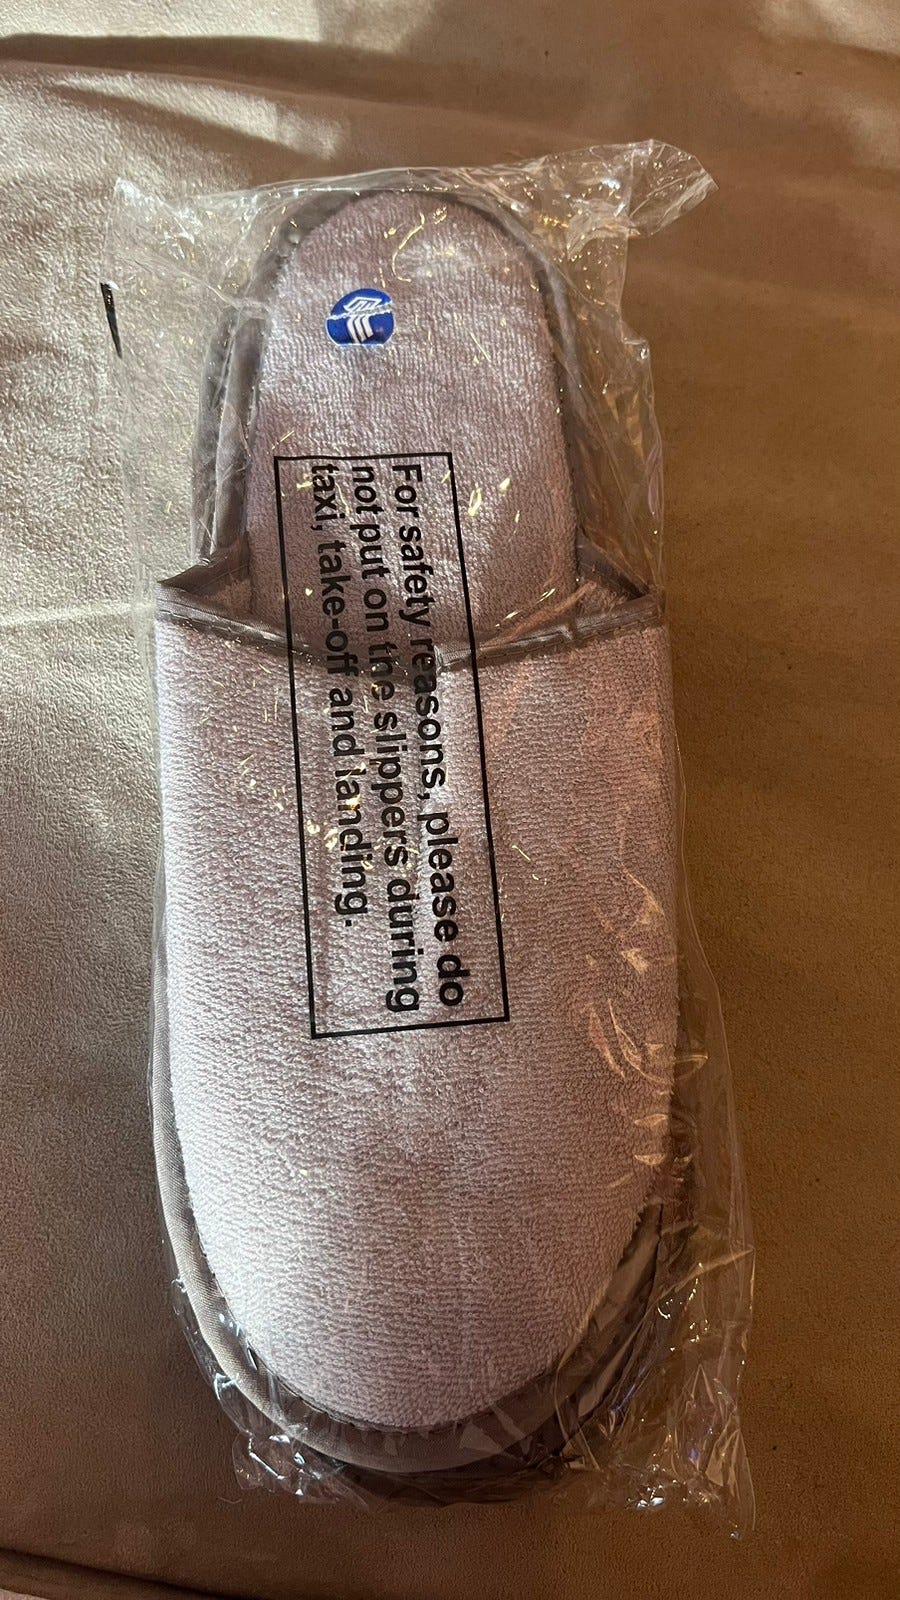 For safety reasons, please do
not put on the slippers during
taxi, take-off and landing.